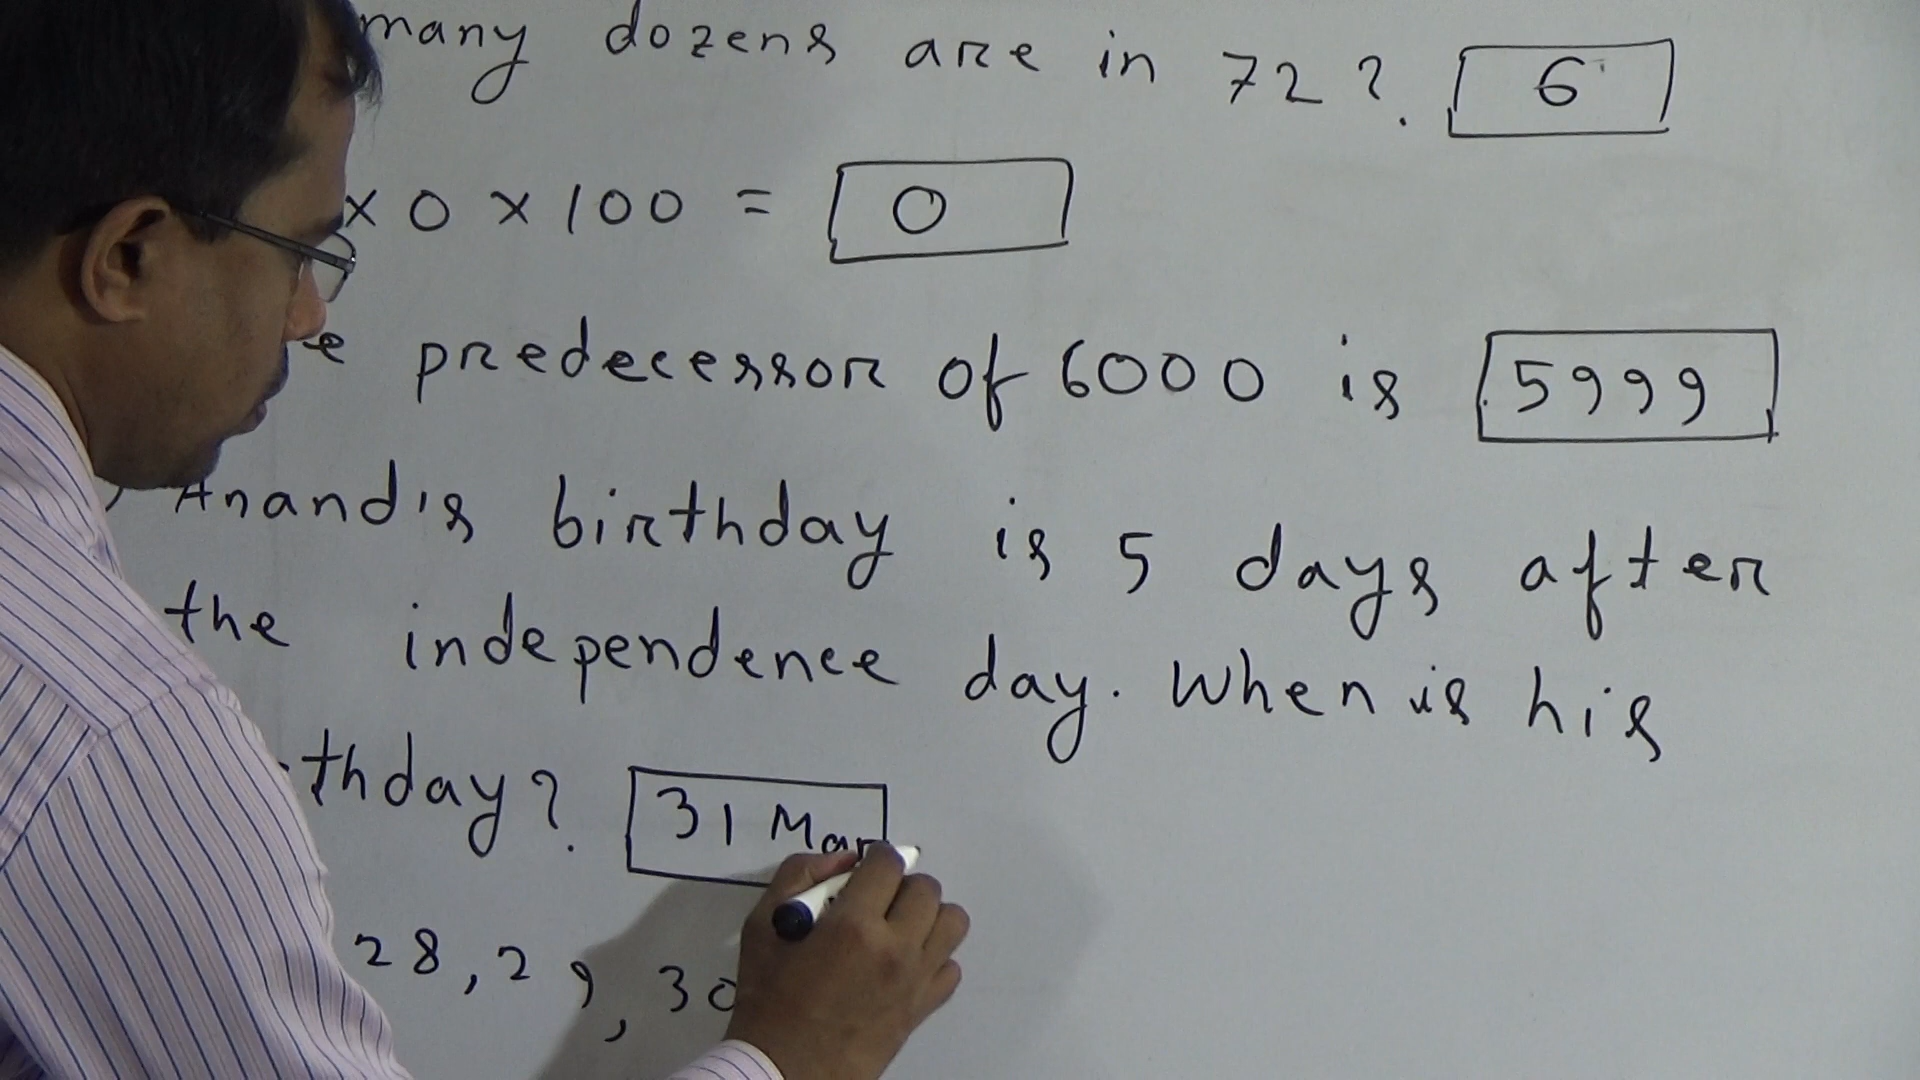 many dozens are in 72? 6
× 0 × 100 = 0
predecessor of 6000 is 5999
Anand's birthday is 5 days after
the independence day. When is his
thday? 31 Mar
28, 29, 30